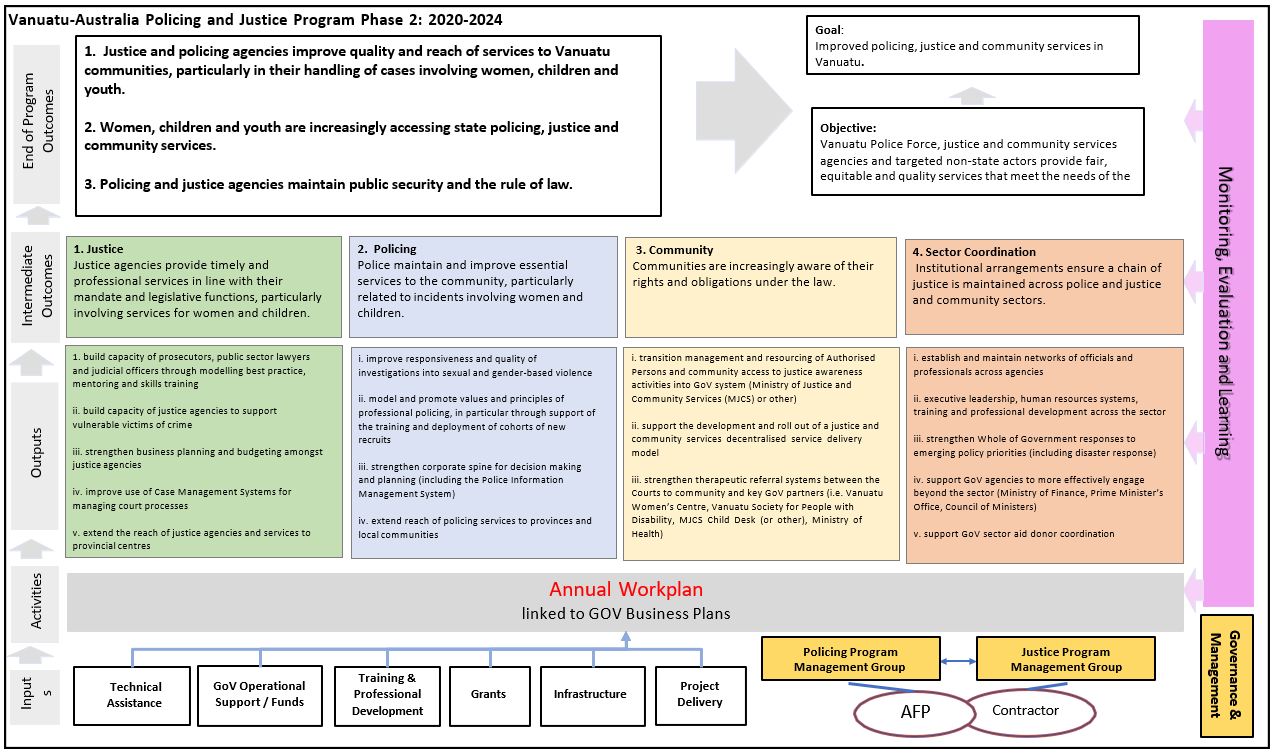 Vanuatu-Australia Policing and Justice Program Phase 2: 2020-2024
End of Program
Outcomes
1. Justice and policing agencies improve quality and reach of services to Vanuatu
communities, particularly in their handling of cases involving women, children and
youth.
2. Women, children and youth are increasingly accessing state policing, justice and
community services.
3. Policing and justice agencies maintain public security and the rule of law.
Goal:
Improved policing, justice and community services in
Vanuatu.
Objective:
Vanuatu Police Force, justice and community services
agencies and targeted non-state actors provide fair,
equitable and quality services that meet the needs of the
Monitoring, Evaluation and Learning
Intermediate
Outcomes
1. Justice
Justice agencies provide timely and
professional services in line with their
mandate and legislative functions, particularly
involving services for women and children.
2. Policing
Police maintain and improve essential
services to the community, particularly
related to incidents involving women and
children.
3. Community
Communities are increasingly aware of their
rights and obligations under the law.
4. Sector Coordination
Institutional arrangements ensure a chain of
justice is maintained across police and justice
and community sectors.
Outputs
1. build capacity of prosecutors, public sector lawyers
and judicial officers through modelling best practice,
mentoring and skills training
ii. build capacity of justice agencies to support
vulnerable victims of crime
iii. strengthen business planning and budgeting amongst
justice agencies
iv. improve use of Case Management Systems for
managing court processes
v. extend the reach of justice agencies and services to
provincial centres
i. improve responsiveness and quality of
investigations into sexual and gender-based violence
ii. model and promote values and principles of
professional policing, in particular through support of
the training and deployment of cohorts of new
recruits
iii. strengthen corporate spine for decision making
and planning (including the Police Information
Management System)
iv. extend reach of policing services to provinces and
local communities
i. transition management and resourcing of Authorised
Persons and community access to justice awareness
activities into GoV system (Ministry of Justice and
Community Services (MJCS) or other)
ii. support the development and roll out of a justice and
community services decentralised service delivery
model
iii. strengthen therapeutic referral systems between the
Courts to community and key GoV partners (i.e. Vanuatu
Women's Centre, Vanuatu Society for People with
Disability, MJCS Child Desk (or other), Ministry of
Health)
i. establish and maintain networks of officials and
professionals across agencies
ii. executive leadership, human resources systems,
training and professional development across the sector
iii. strengthen Whole of Government responses to
emerging policy priorities (including disaster response)
iv. support GoV agencies to more effectively engage
beyond the sector (Ministry of Finance, Prime Minister's
Office, Council of Ministers)
v. support GoV sector aid donor coordination
Activities
Annual Workplan
linked to GOV Business Plans
Input
s
Technical
Assistance
GoV Operational
Support / Funds
Training &
Professional
Development
Grants
Infrastructure
Project
Delivery
Policing Program
Management Group
Justice Program
Management Group
AFP
Contractor
Governance &
Management